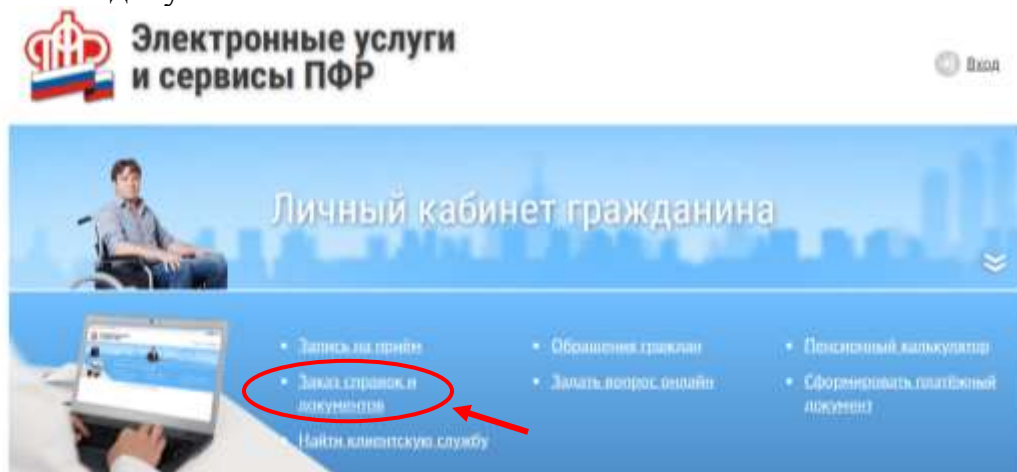 Электронные услуги
и сервисы ПФР
Вход
Личный кабинет гражданина
• Запись на приём
• Заказ справок и
документов
• Найти клиентскую службу
• Обращения граждан
• Задать вопрос онлайн
• Пенсионный калькулятор
• Сформировать платёжный
документ